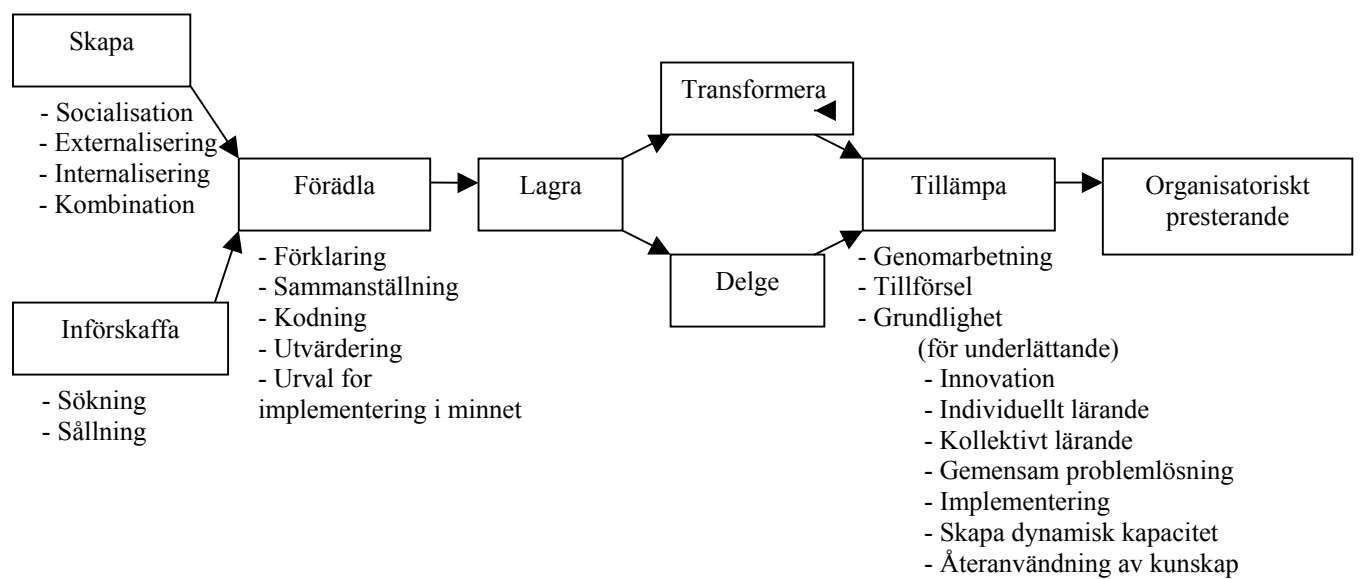 Skapa
- Socialisation
- Externalisering
- Internalisering
- Kombination
Införskaffa
- Sökning
- Sållning
Förädla
- Förklaring
- Sammanställning
- Kodning
- Utvärdering
- Urval for
implementering i minnet
Lagra
Transformera
Delge
Tillämpa
- Genomarbetning
- Tillförsel
- Grundlighet
(för underlättande)
- Innovation
- Individuellt lärande
- Kollektivt lärande
- Gemensam problemlösning
- Implementering
- Skapa dynamisk kapacitet
- Återanvändning av kunskap
Organisatoriskt
presterande